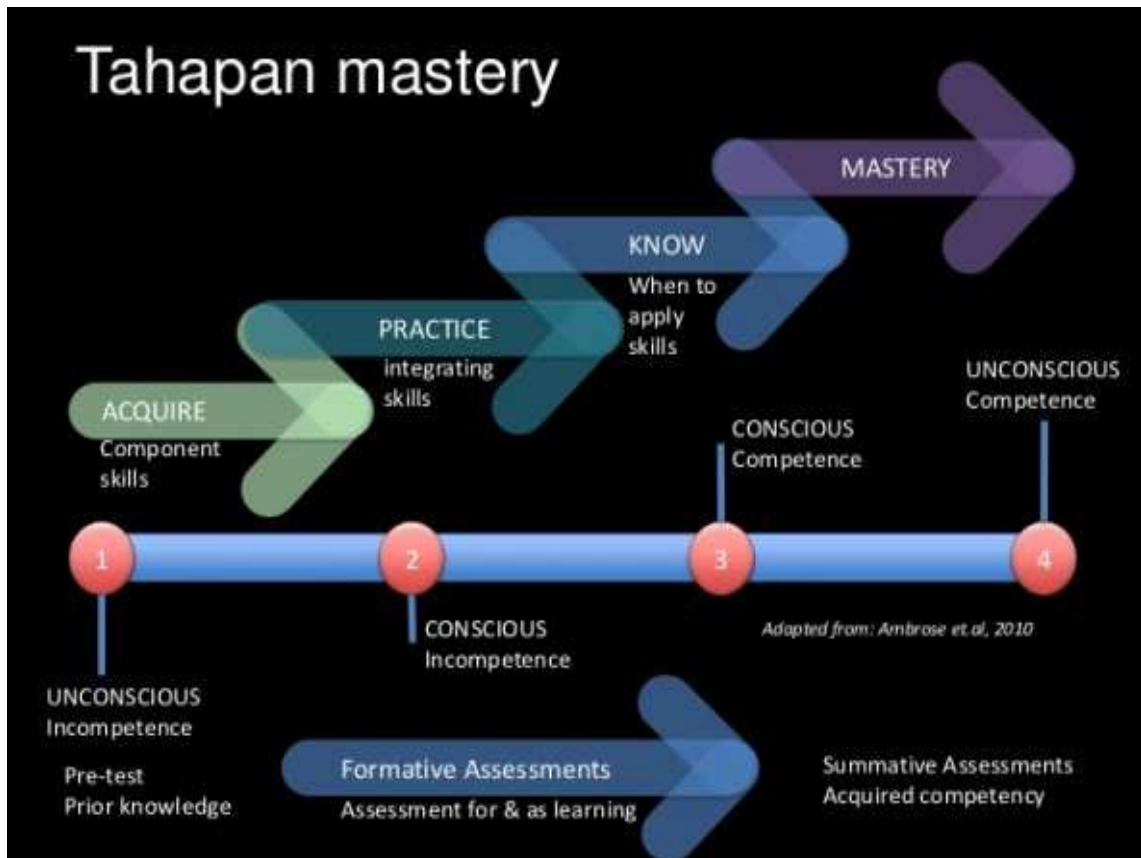 Tahapan mastery
MASTERY
KNOW
When to
apply
skills
PRACTICE
integrating
skills
ACQUIRE
Component
skills
UNCONSCIOUS
Competence
CONSCIOUS
Competence
1
2
3
4
CONSCIOUS
Incompetence
Adapted from: Ambrose et.al, 2010
UNCONSCIOUS
Incompetence
Pre-test
Prior knowledge
Formative Assessments
Assessment for & as learning
Summative Assessments
Acquired competency